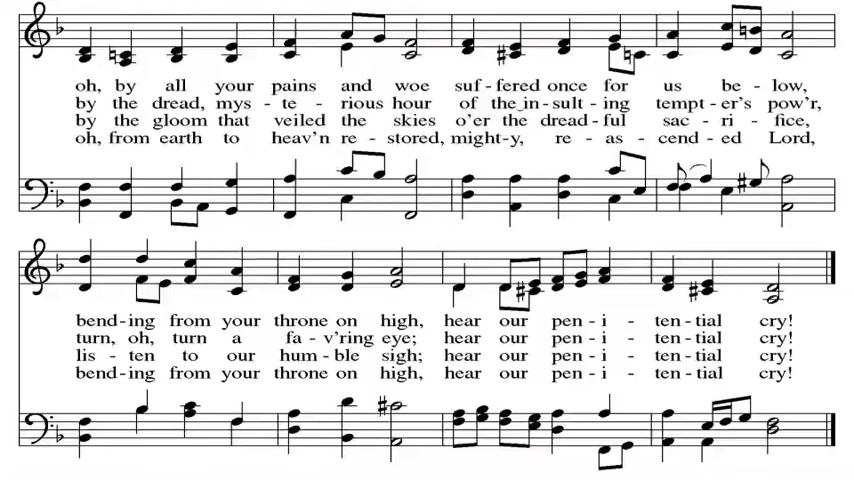 oh, by all your pains and woe suf-fered once for us be-low,
by the dread, mys-te-rious hour of the in-sult-ing tempt-er's pow'r,
by the gloom that veiled the skies o'er the dread-ful sac-ri-fice,
oh, from earth to heav'n re-stored, might-y, re-as-cend-ed Lord,
bend-ing from your throne on high, hear our pen-i-ten-tial cry!
turn, oh, turn a fa-v'ring eye; hear our pen-i-ten-tial cry!
lis-ten to our hum-ble sigh; hear our pen-i-ten-tial cry!
bend-ing from your throne on high, hear our pen-i-ten-tial cry!